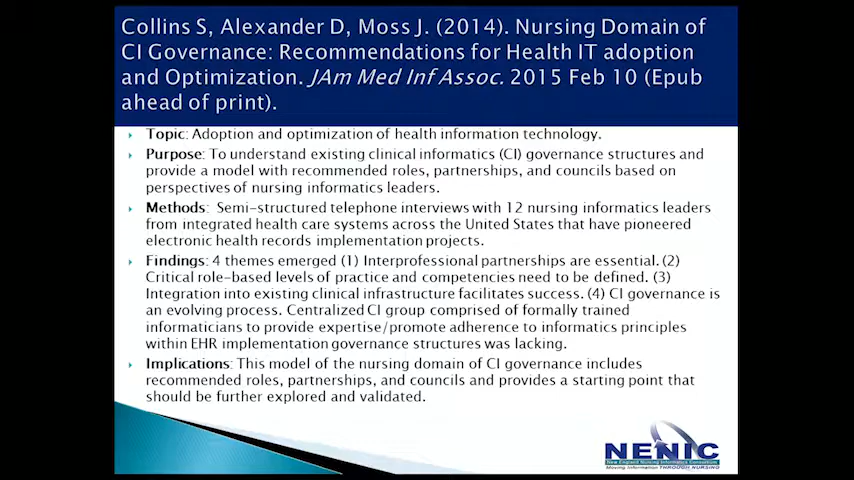 Collins S, Alexander D, Moss J. (2014). Nursing Domain of
CI Governance: Recommendations for Health IT adoption
and Optimization. JAm Med Inf Assoc. 2015 Feb 10 (Epub
ahead of print).
Topic: Adoption and optimization of health information technology.
Purpose: To understand existing clinical informatics (CI) governance structures and
provide a model with recommended roles, partnerships, and councils based on
perspectives of nursing informatics leaders.
Methods: Semi-structured telephone interviews with 12 nursing informatics leaders
from integrated health care systems across the United States that have pioneered
electronic health records implementation projects.
Findings: 4 themes emerged (1) Interprofessional partnerships are essential. (2)
Critical role-based levels of practice and competencies need to be defined. (3)
Integration into existing clinical infrastructure facilitates success. (4) CI governance is
an evolving process. Centralized CI group comprised of formally trained
informaticians to provide expertise/promote adherence to informatics principles
within EHR implementation governance structures was lacking.
Implications: This model of the nursing domain of CI governance includes
recommended roles, partnerships, and councils and provides a starting point that
should be further explored and validated.
NENIC
New England Nursing Informatics Consortium
Moving Information THROUGH NURSING